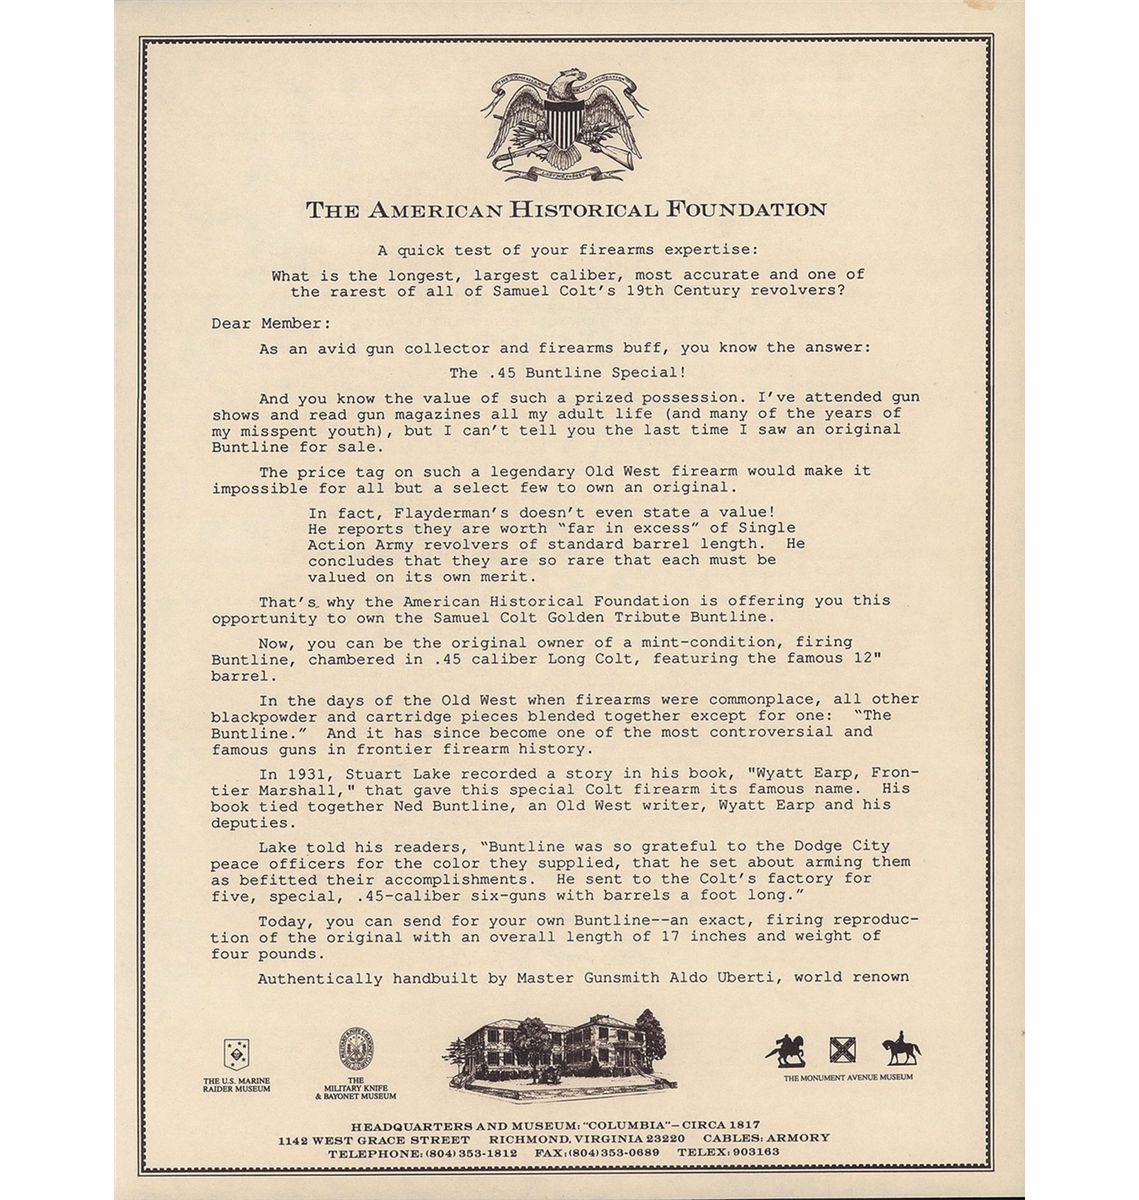 THE AMERICAN HISTORICAL FOUNDATION
A quick test of your firearms expertise:
What is the longest, largest caliber, most accurate and one of
the rarest of all of Samuel Colt's 19th Century revolvers?
Dear Member:
As an avid gun collector and firearms buff, you know the answer:
The .45 Buntline Special!
And you know the value of such a prized possession. I've attended gun
shows and read gun magazines all my adult life (and many of the years of
my misspent youth), but I can't tell you the last time I saw an original
Buntline for sale.
The price tag on such a legendary Old West firearm would make it
impossible for all but a select few to own an original.
In fact, Flayderman's doesn't even state a value!
He reports they are worth “far in excess” of Single
Action Army revolvers of standard barrel length.  He
concludes that they are so rare that each must be
valued on its own merit.
That's why the American Historical Foundation is offering you this
opportunity to own the Samuel Colt Golden Tribute Buntline.
Now, you can be the original owner of a mint-condition, firing
Buntline, chambered in .45 caliber Long Colt, featuring the famous 12"
barrel.
In the days of the Old West when firearms were commonplace, all other
blackpowder and cartridge pieces blended together except for one:  “The
Buntline.”  And it has since become one of the most controversial and
famous guns in frontier firearm history.
In 1931, Stuart Lake recorded a story in his book, "Wyatt Earp, Fron-
tier Marshall," that gave this special Colt firearm its famous name.  His
book tied together Ned Buntline, an Old West writer, Wyatt Earp and his
deputies.
Lake told his readers, “Buntline was so grateful to the Dodge City
peace officers for the color they supplied, that he set about arming them
as befitted their accomplishments.  He sent to the Colt's factory for
five, special, .45-caliber six-guns with barrels a foot long.”
Today, you can send for your own Buntline--an exact, firing reproduc-
tion of the original with an overall length of 17 inches and weight of
four pounds.
Authentically handbuilt by Master Gunsmith Aldo Uberti, world renown
THE U.S. MARINE
RAIDER MUSEUM
THE
MILITARY KNIFE
& BAYONET MUSEUM
THE MONUMENT AVENUE MUSEUM
HEADQUARTERS AND MUSEUM: "COLUMBIA"–CIRCA 1817
1142 WEST GRACE STREET RICHMOND, VIRGINIA 23220 CABLES: ARMORY
TELEPHONE: (804) 353-1812 FAX: (804) 353-0689 TELEX: 903163